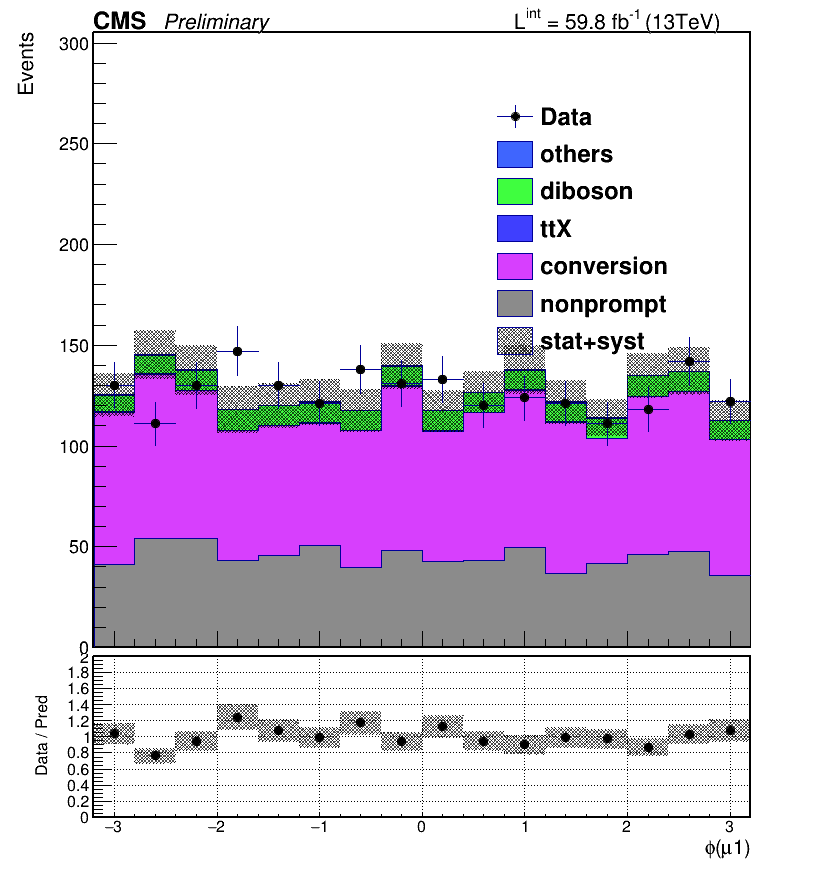 CMS Preliminary L^int = 59.8 fb^-1 (13TeV)
Events
300
250
200
150
100
50
0
Data
others
diboson
ttX
conversion
nonprompt
stat+syst
Data / Pred
2
1.8
1.6
1.4
1.2
1
0.8
0.6
0.4
0.2
0
−3 −2 −1 0 1 2 3
ϕ(μ1)